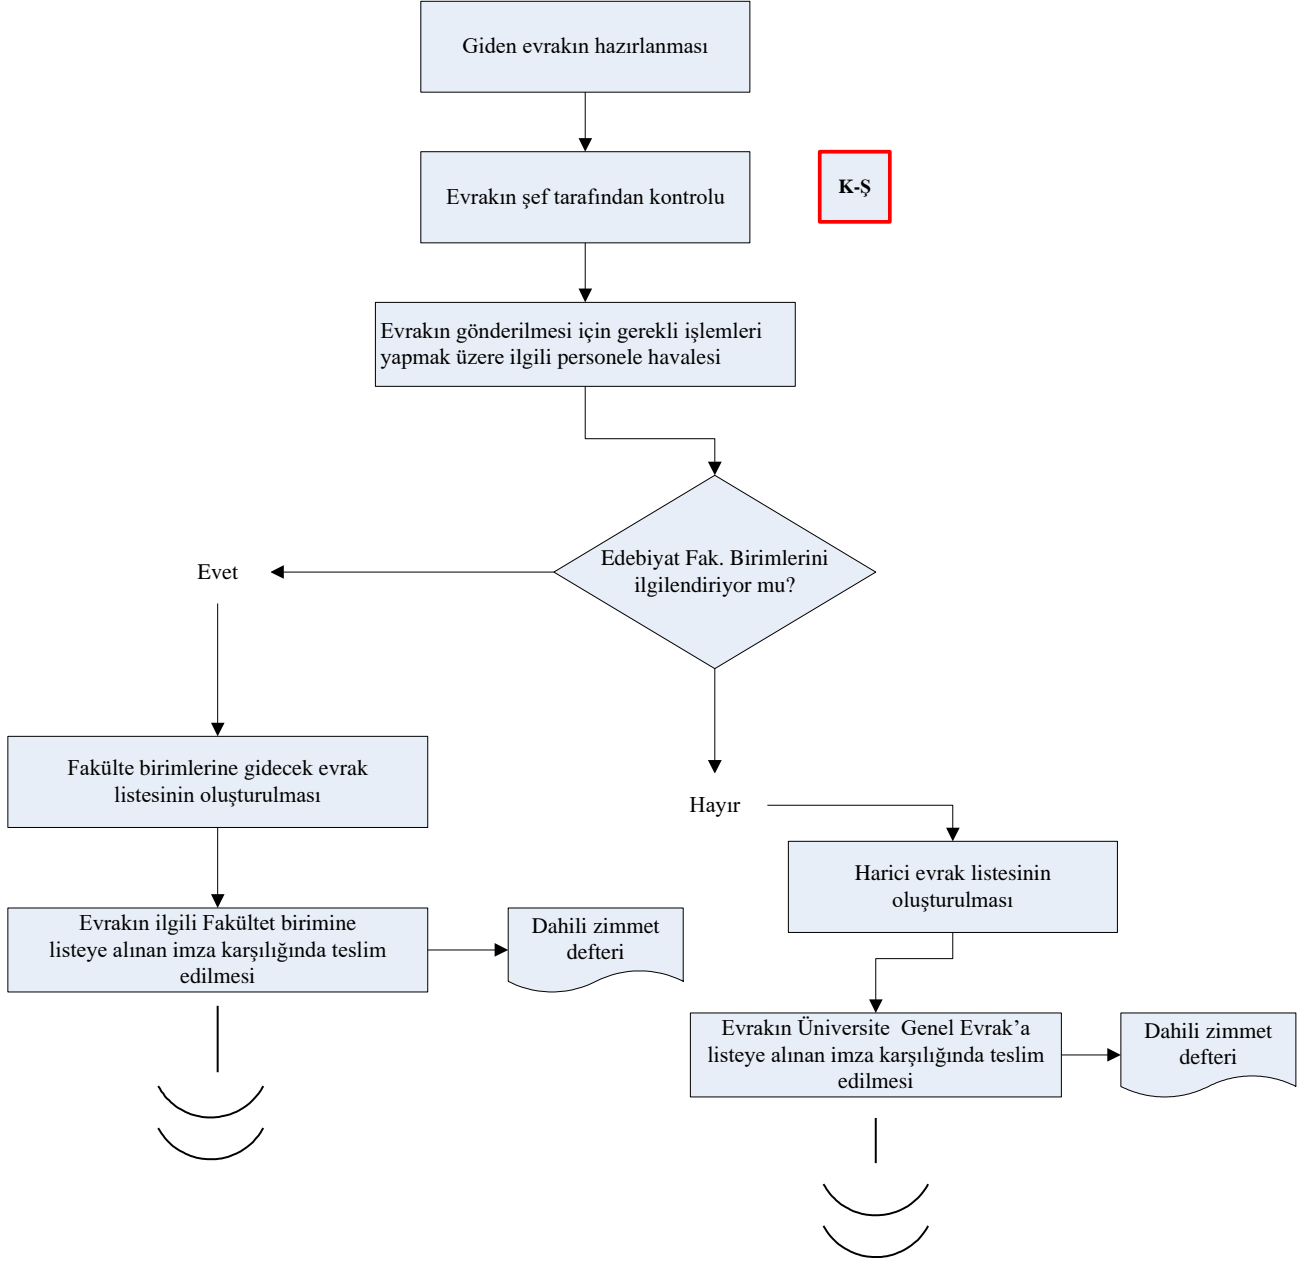 Giden evrakın hazırlanması
Evrakın şef tarafından kontrolu
K-Ş
Evrakın gönderilmesi için gerekli işlemleri
yapmak üzere ilgili personele havalesi
Edebiyat Fak. Birimlerini
ilgilendiriyor mu?
Evet
Fakülte birimlerine gidecek evrak
listesinin oluşturulması
Hayır
Harici evrak listesinin
oluşturulması
Evrakın ilgili Fakültet birimine
listeye alınan imza karşılığında teslim
edilmesi
Dahili zimmet
defteri
Evrakın Üniversite  Genel Evrak’a
listeye alınan imza karşılığında teslim
edilmesi
Dahili zimmet
defteri